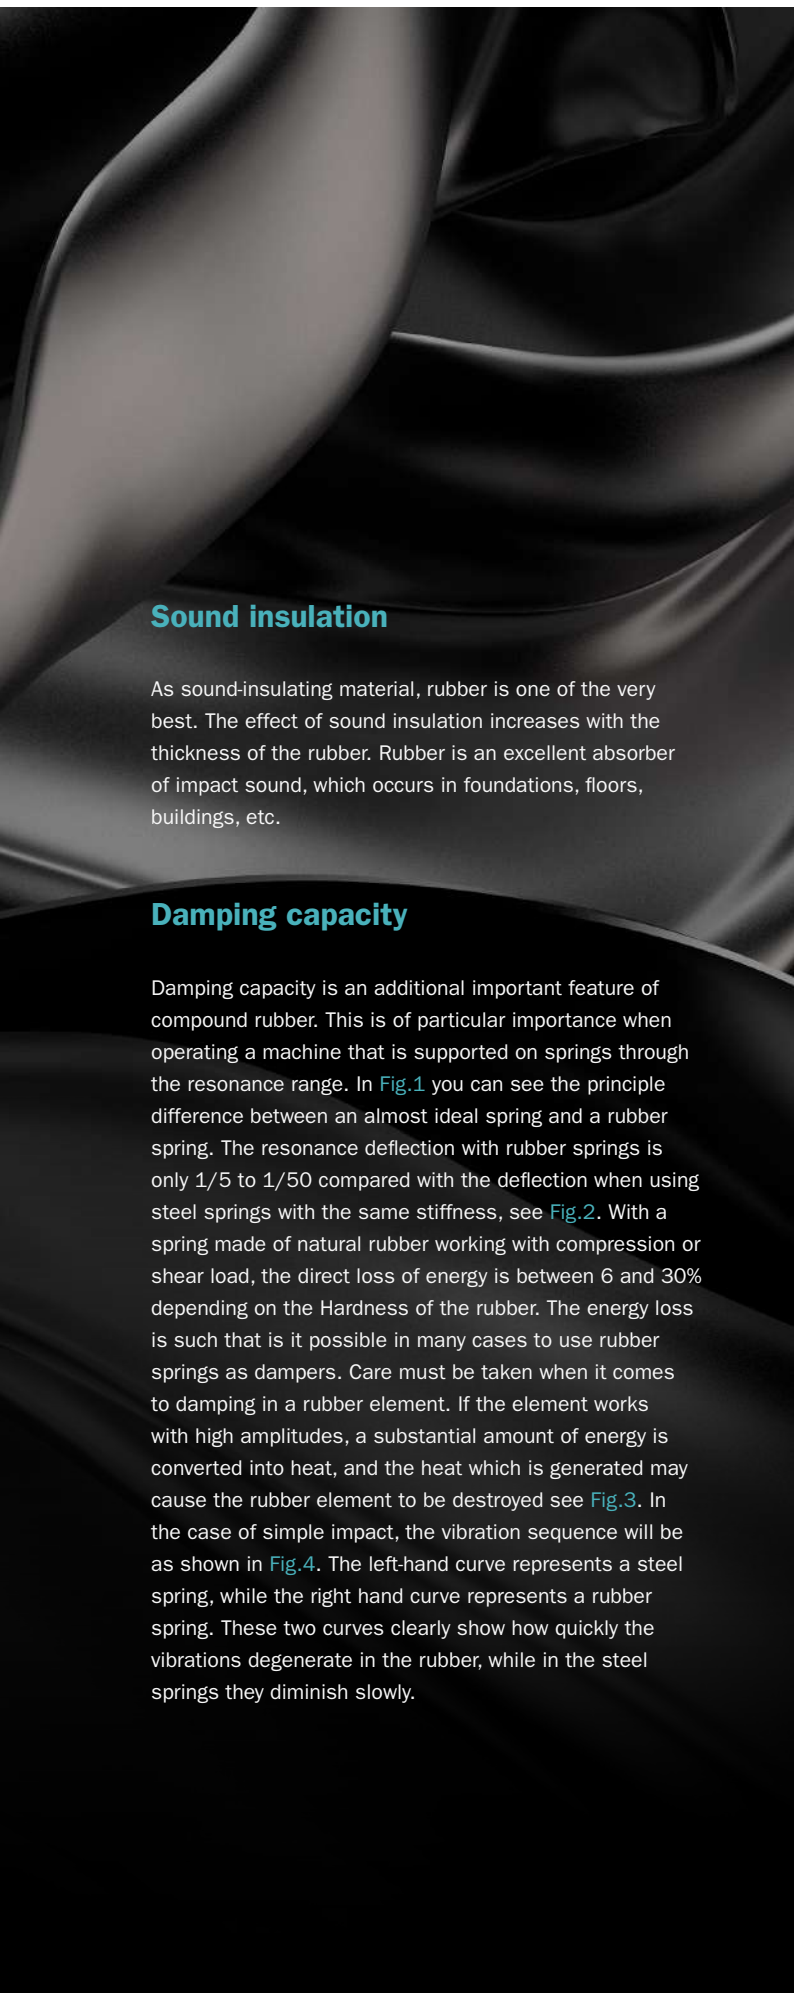 Sound insulation
As sound-insulating material, rubber is one of the very
best. The effect of sound insulation increases with the
thickness of the rubber. Rubber is an excellent absorber
of impact sound, which occurs in foundations, floors,
buildings, etc.
Damping capacity
Damping capacity is an additional important feature of
compound rubber. This is of particular importance when
operating a machine that is supported on springs through
the resonance range. In Fig.1 you can see the principle
difference between an almost ideal spring and a rubber
spring. The resonance deflection with rubber springs is
only 1/5 to 1/50 compared with the deflection when using
steel springs with the same stiffness, see Fig.2. With a
spring made of natural rubber working with compression or
shear load, the direct loss of energy is between 6 and 30%
depending on the Hardness of the rubber. The energy loss
is such that is it possible in many cases to use rubber
springs as dampers. Care must be taken when it comes
to damping in a rubber element. If the element works
with high amplitudes, a substantial amount of energy is
converted into heat, and the heat which is generated may
cause the rubber element to be destroyed see Fig.3. In
the case of simple impact, the vibration sequence will be
as shown in Fig.4. The left-hand curve represents a steel
spring, while the right hand curve represents a rubber
spring. These two curves clearly show how quickly the
vibrations degenerate in the rubber, while in the steel
springs they diminish slowly.